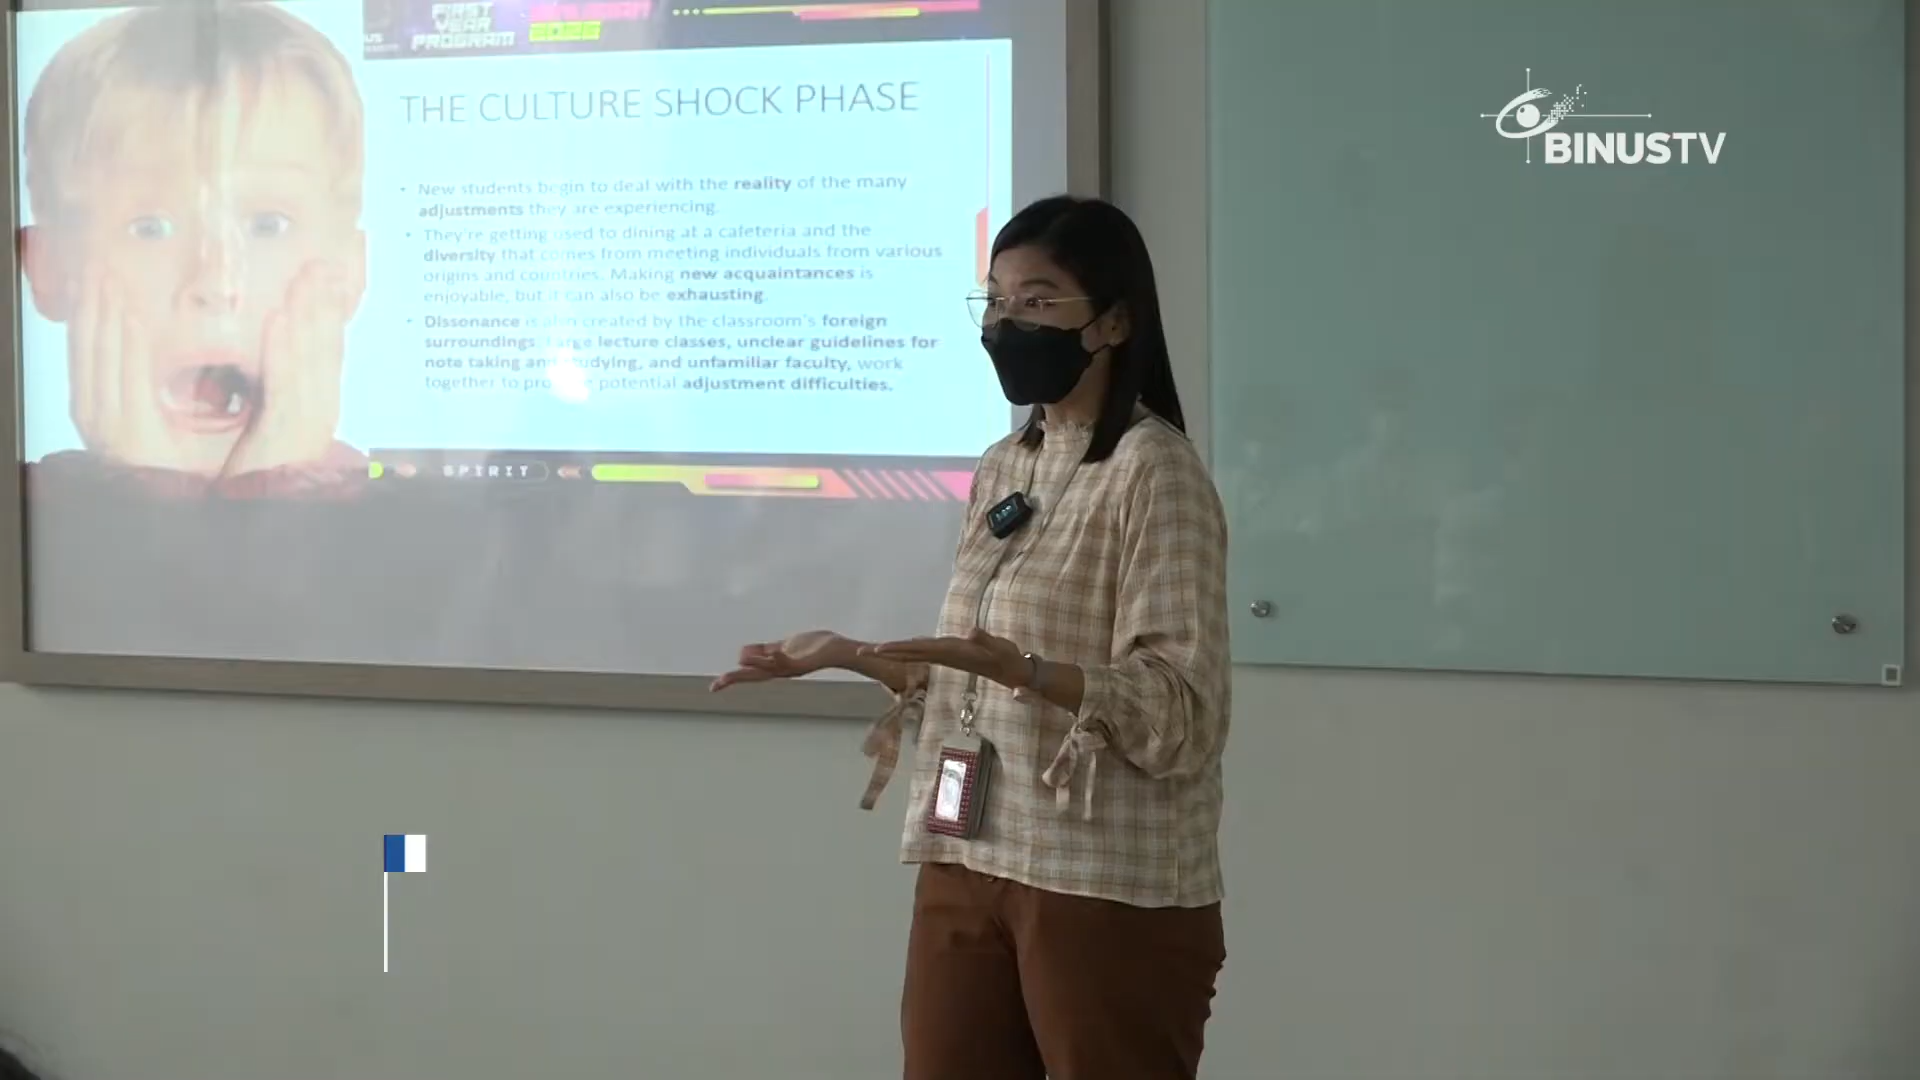 FIRST
YEAR
PROGRAM
BINUSTV
THE CULTURE SHOCK PHASE
• New students begin to deal with the reality of the many
adjustments they are experiencing.
• They're getting used to dining at a cafeteria and the
diversity that comes from meeting individuals from various
origins and countries. Making new acquaintances is
enjoyable, but it can also be exhausting.
• Dissonance is also created by the classroom's foreign
surroundings. Large lecture classes, unclear guidelines for
note taking and studying, and unfamiliar faculty, work
together to potential adjustment difficulties.
SPIRIT